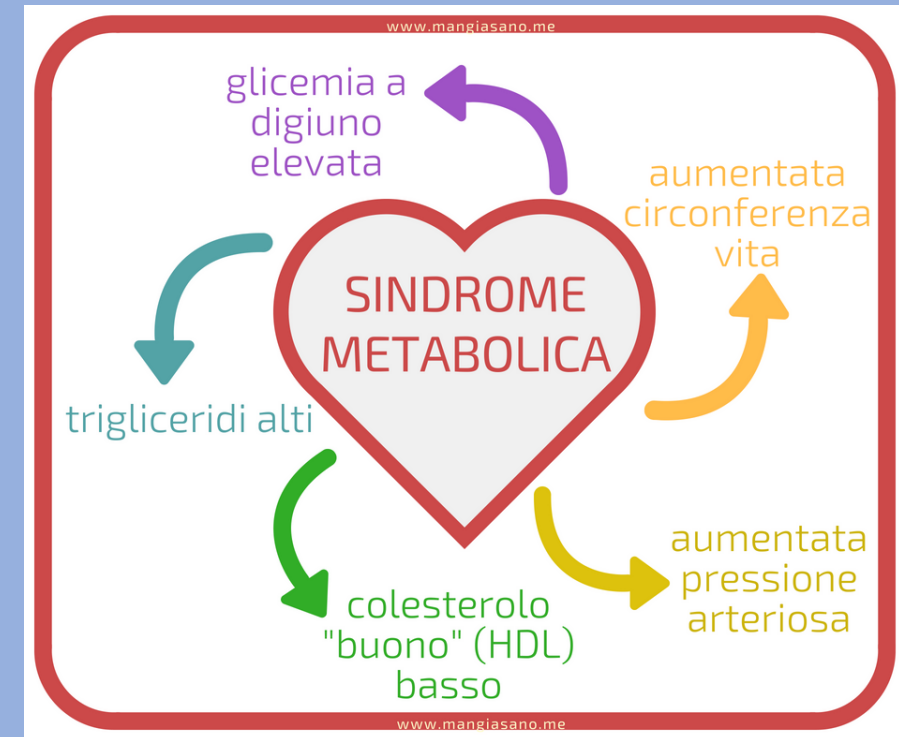 www.mangiasano.me
glicemia a
digiuno
elevata
aumentata
circonferenza
vita
SINDROME
METABOLICA
trigliceridi alti
aumentata
pressione
arteriosa
colesterolo
"buono" (HDL)
basso
www.mangiasano.me